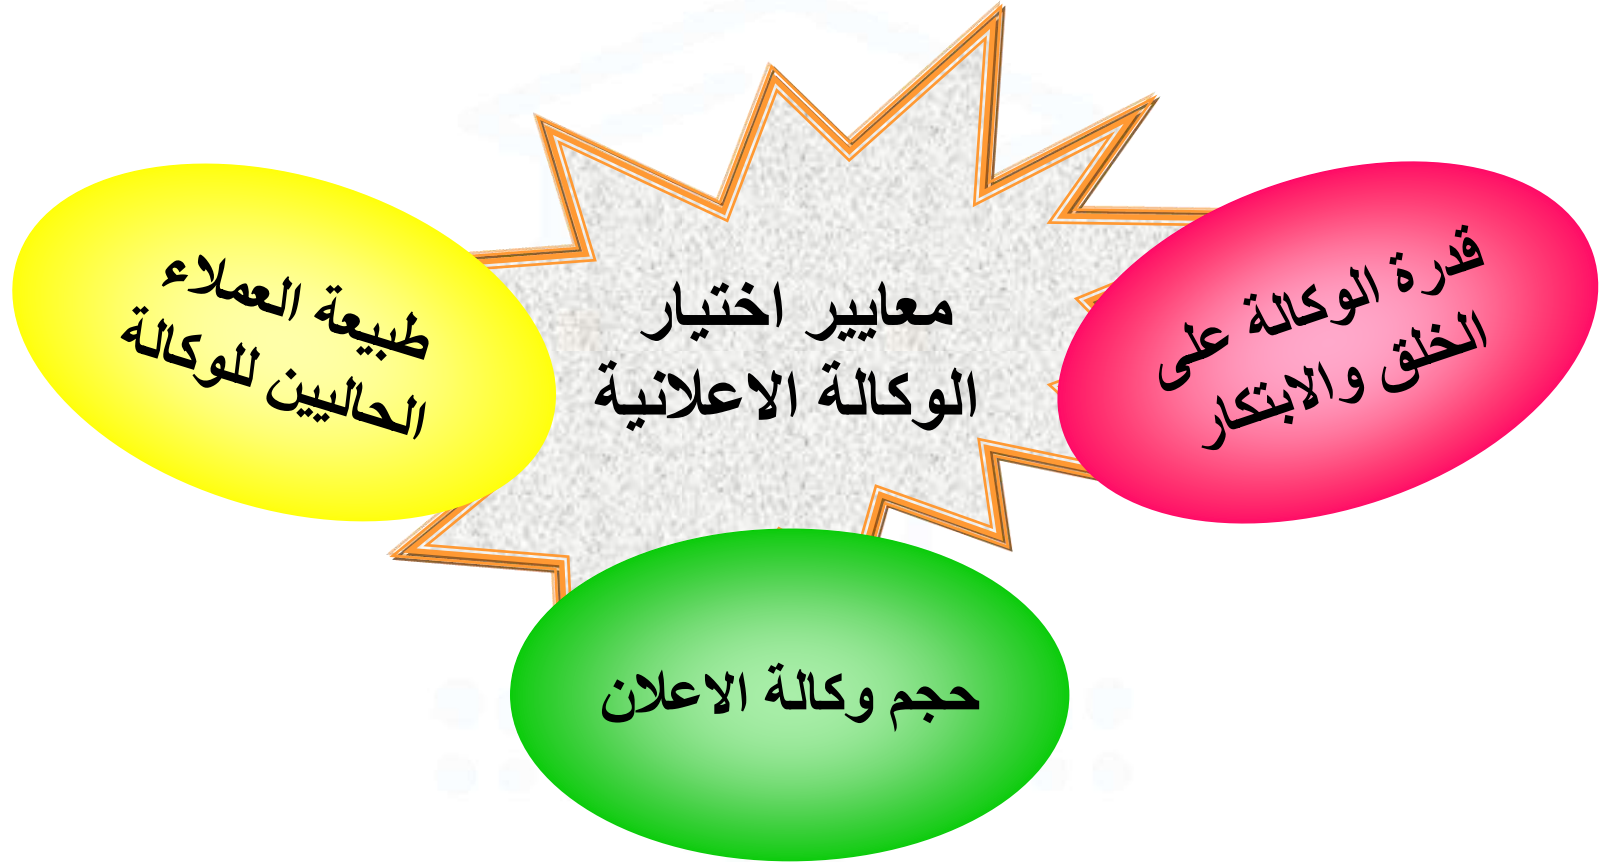 معايير اختيار
الوكالة الاعلانية
قدرة الوكالة على
الخلق والابتكار
طبيعة العملاء
الحاليين للوكالة
حجم وكالة الاعلان